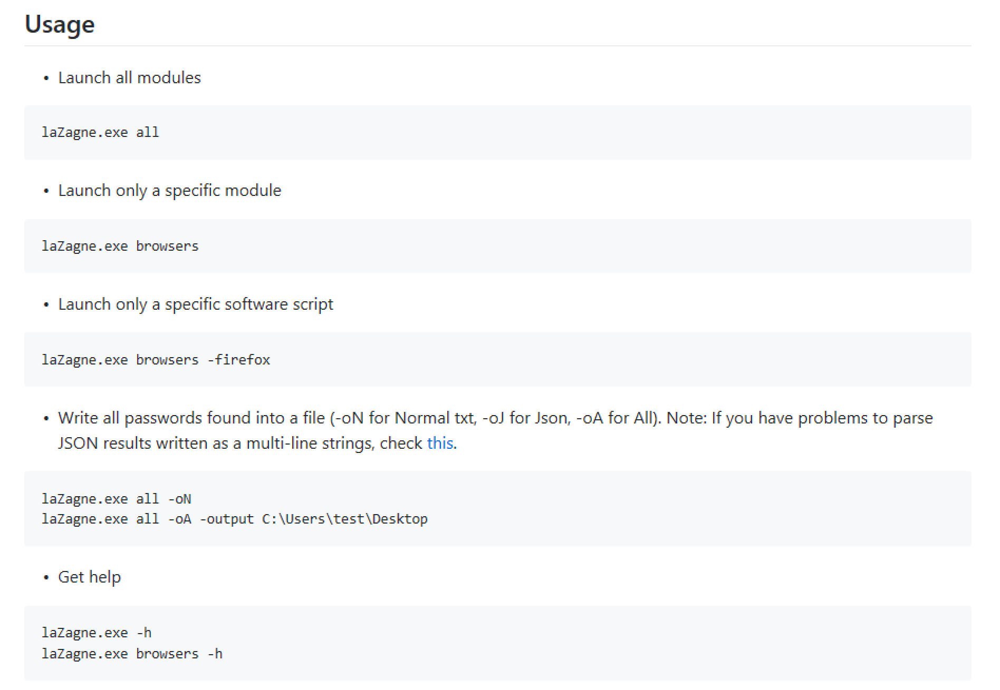 Usage
• Launch all modules
laZagne.exe all
• Launch only a specific module
laZagne.exe browsers
• Launch only a specific software script
laZagne.exe browsers -firefox
• Write all passwords found into a file (-oN for Normal txt, -oJ for Json, -oA for All). Note: If you have problems to parse
JSON results written as a multi-line strings, check this.
laZagne.exe all -oN
laZagne.exe all -oA -output C:\Users\test\Desktop
• Get help
laZagne.exe -h
laZagne.exe browsers -h